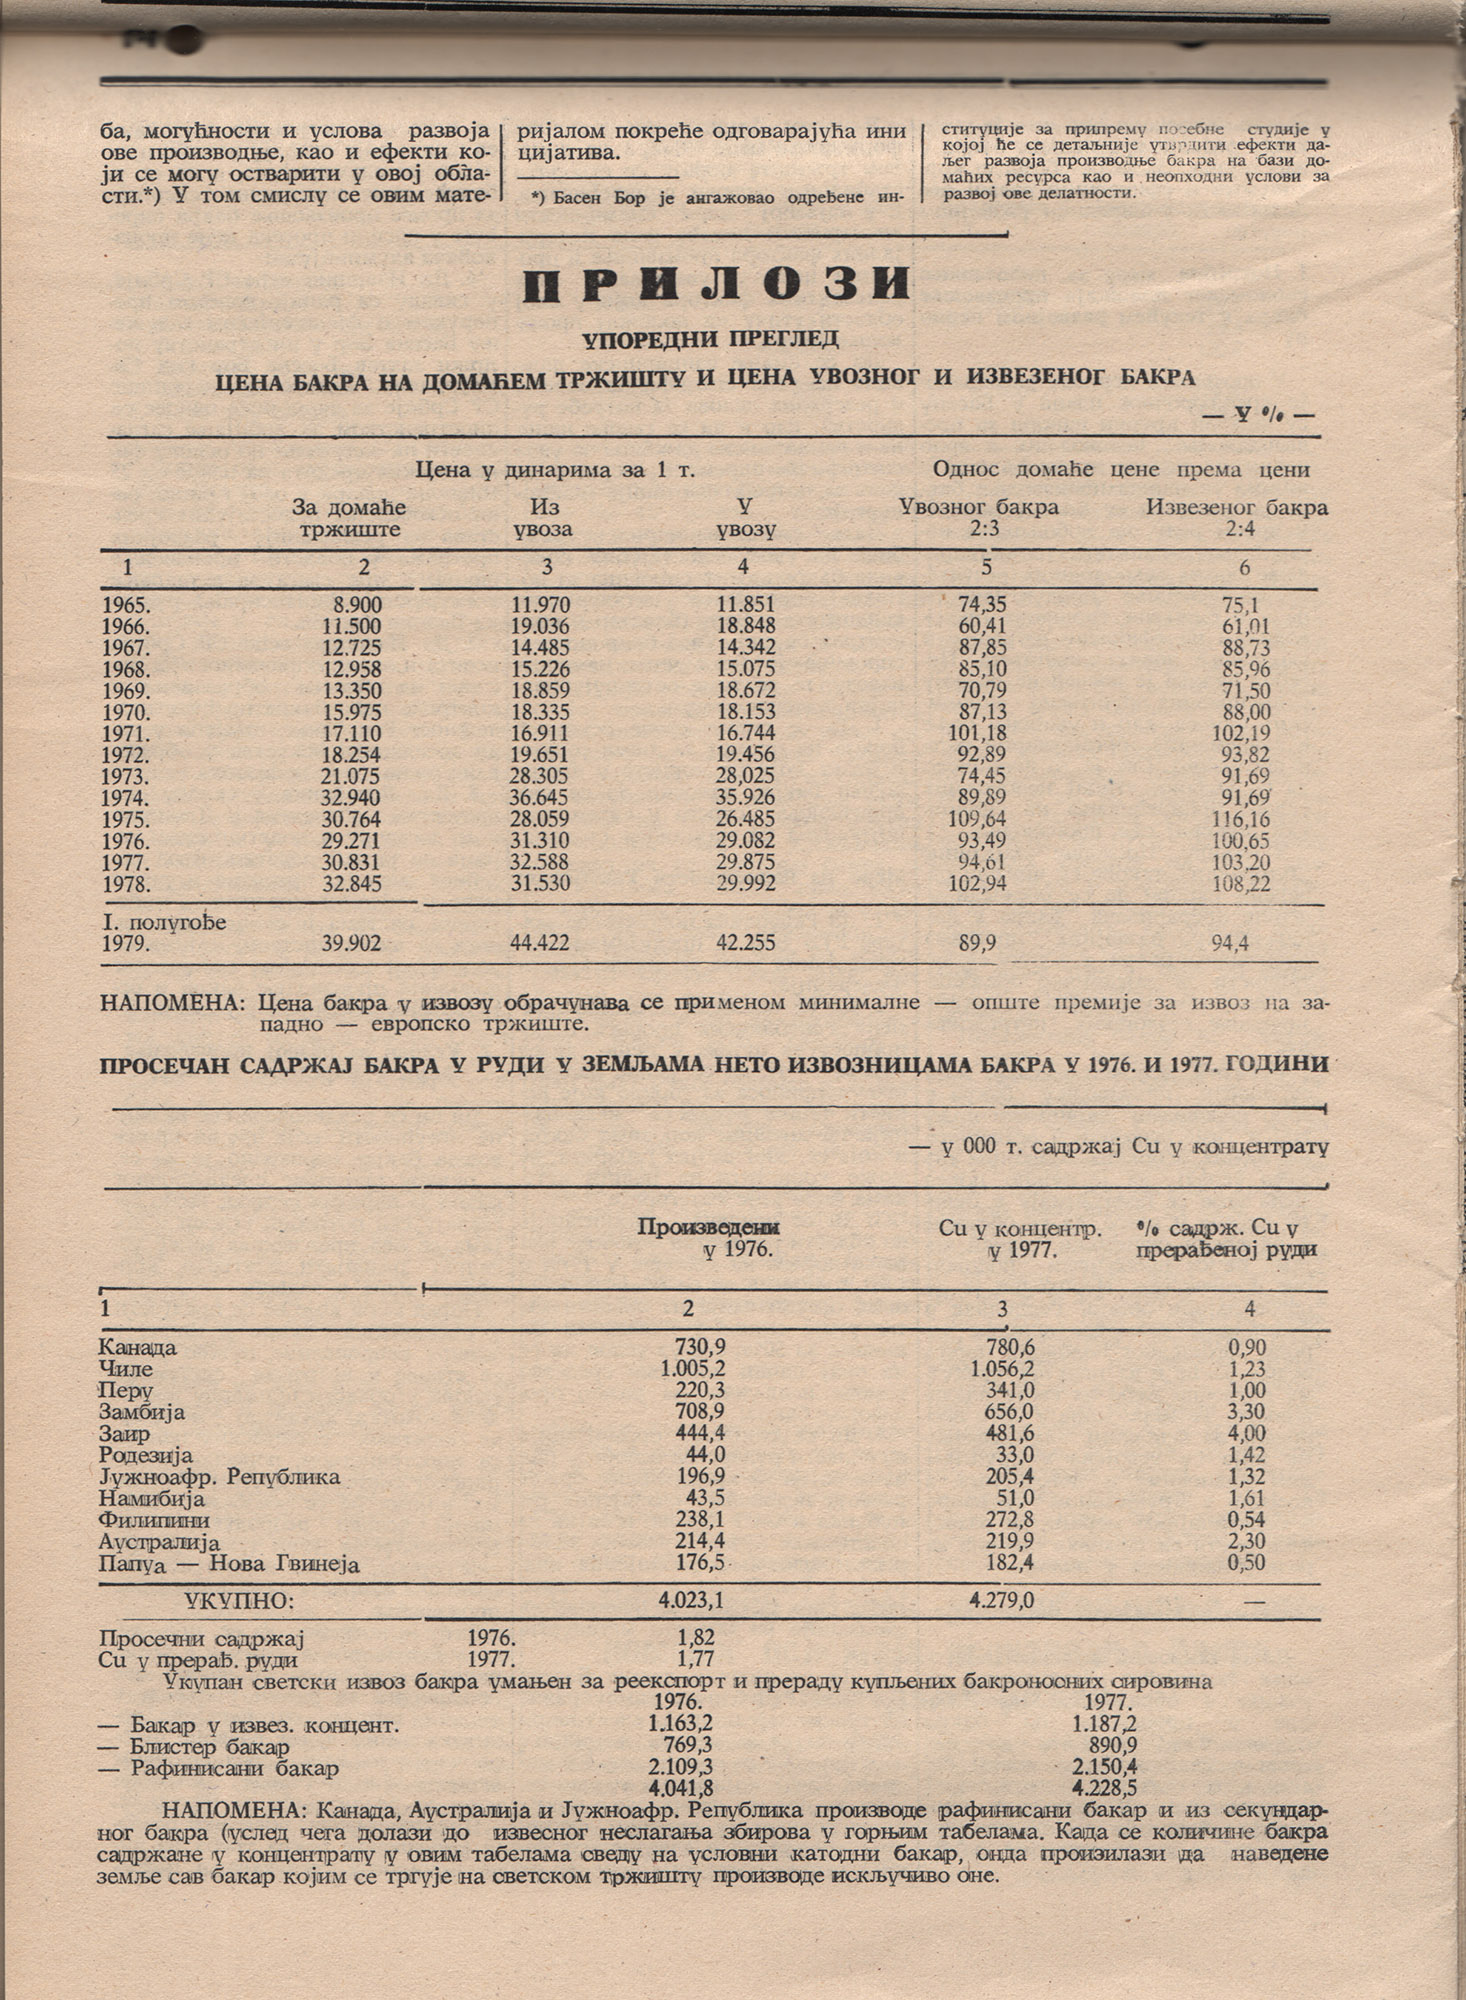 ба, могућности и услова развоја
ове производње, као и ефекти ко-
ји се могу остварити у овој обла-
сти.*) У том смислу се овим мате-
ријалом покреће одговарајућа ини
цијатива.
*) Басен Бор је ангажовао одређене ин-
ституције за припрему посебне студије у
којој ће се детаљније утврдити ефекти да-
љег развоја производње бакра на бази до-
маћих ресурса као и неопходни услови за
развој ове делатности.
ПРИЛОЗИ
УПОРЕДНИ ПРЕГЛЕД
ЦЕНА БАКРА НА ДОМАЋЕМ ТРЖИШТУ И ЦЕНА УВОЗНОГ И ИЗВЕЗЕНОГ БАКРА
— У % —
Цена у динарима за 1 т. Однос домаће цене према цени
За домаће Из У Увозног бакра Извезеног бакра
тржиште увоза увозу 2:3 2:4
1 2 3 4 5 6
1965. 8.900 11.970 11.851 74,35 75,1
1966. 11.500 19.036 18.848 60,41 61,01
1967. 12.725 14.485 14.342 87,85 88,73
1968. 12.958 15.226 15.075 85,10 85,96
1969. 13.350 18.859 18.672 70,79 71,50
1970. 15.975 18.335 18.153 87,13 88,00
1971. 17.110 16.911 16.744 101,18 102,19
1972. 18.254 19.651 19.456 92,89 93,82
1973. 21.075 28.305 28,025 74,45 91,69
1974. 32.940 36.645 35.926 89,89 91,69
1975. 30.764 28.059 26.485 109,64 116,16
1976. 29.271 31.310 29.082 93,49 100,65
1977. 30.831 32.588 29.875 94,61 103,20
1978. 32.845 31.530 29.992 102,94 108,22
I. полугође
1979. 39.902 44.422 42.255 89,9 94,4
НАПОМЕНА: Цена бакра у извозу обрачунава се применом минималне — опште премије за извоз на за-
падно — европско тржиште.
ПРОСЕЧАН САДРЖАЈ БАКРА У РУДИ У ЗЕМЉАМА НЕТО ИЗВОЗНИЦАМА БАКРА У 1976. И 1977. ГОДИНИ
— у 000 т. садржај Cu у концентрату
Произведени Cu у концентр. % садрж. Cu у
у 1976. у 1977. прерађеној руди
1 2 3 4
Канада 730,9 780,6 0,90
Чиле 1.005,2 1.056,2 1,23
Перу 220,3 341,0 1,00
Замбија 708,9 656,0 3,30
Заир 444,4 481,6 4,00
Родезија 44,0 33,0 1,42
Јужноафр. Република 196,9 205,4 1,32
Намибија 43,5 51,0 1,61
Филипини 238,1 272,8 0,54
Аустралија 214,4 219,9 2,30
Папуа — Нова Гвинеја 176,5 182,4 0,50
УКУПНО: 4.023,1 4.279,0 —
Просечни садржај 1976. 1,82
Cu у прерађ. руди 1977. 1,77
Укупан светски извоз бакра умањен за реекспорт и прераду купљених бакроносних сировина
1976. 1977.
— Бакар у извез. концент. 1.163,2 1.187,2
— Блистер бакар 769,3 890,9
— Рафинисани бакар 2.109,3 2.150,4
4.041,8 4.228,5
НАПОМЕНА: Канада, Аустралија и Јужноафр. Република производе рафинисани бакар и из секундар-
ног бакра (услед чега долази до извесног неслагања збирова у горњим табелама. Када се количине бакра
садржане у концентрату у овим табелама сведу на условни катодни бакар, онда произилази да наведене
земље сав бакар којим се тргује на светском тржишту производе искључиво оне.